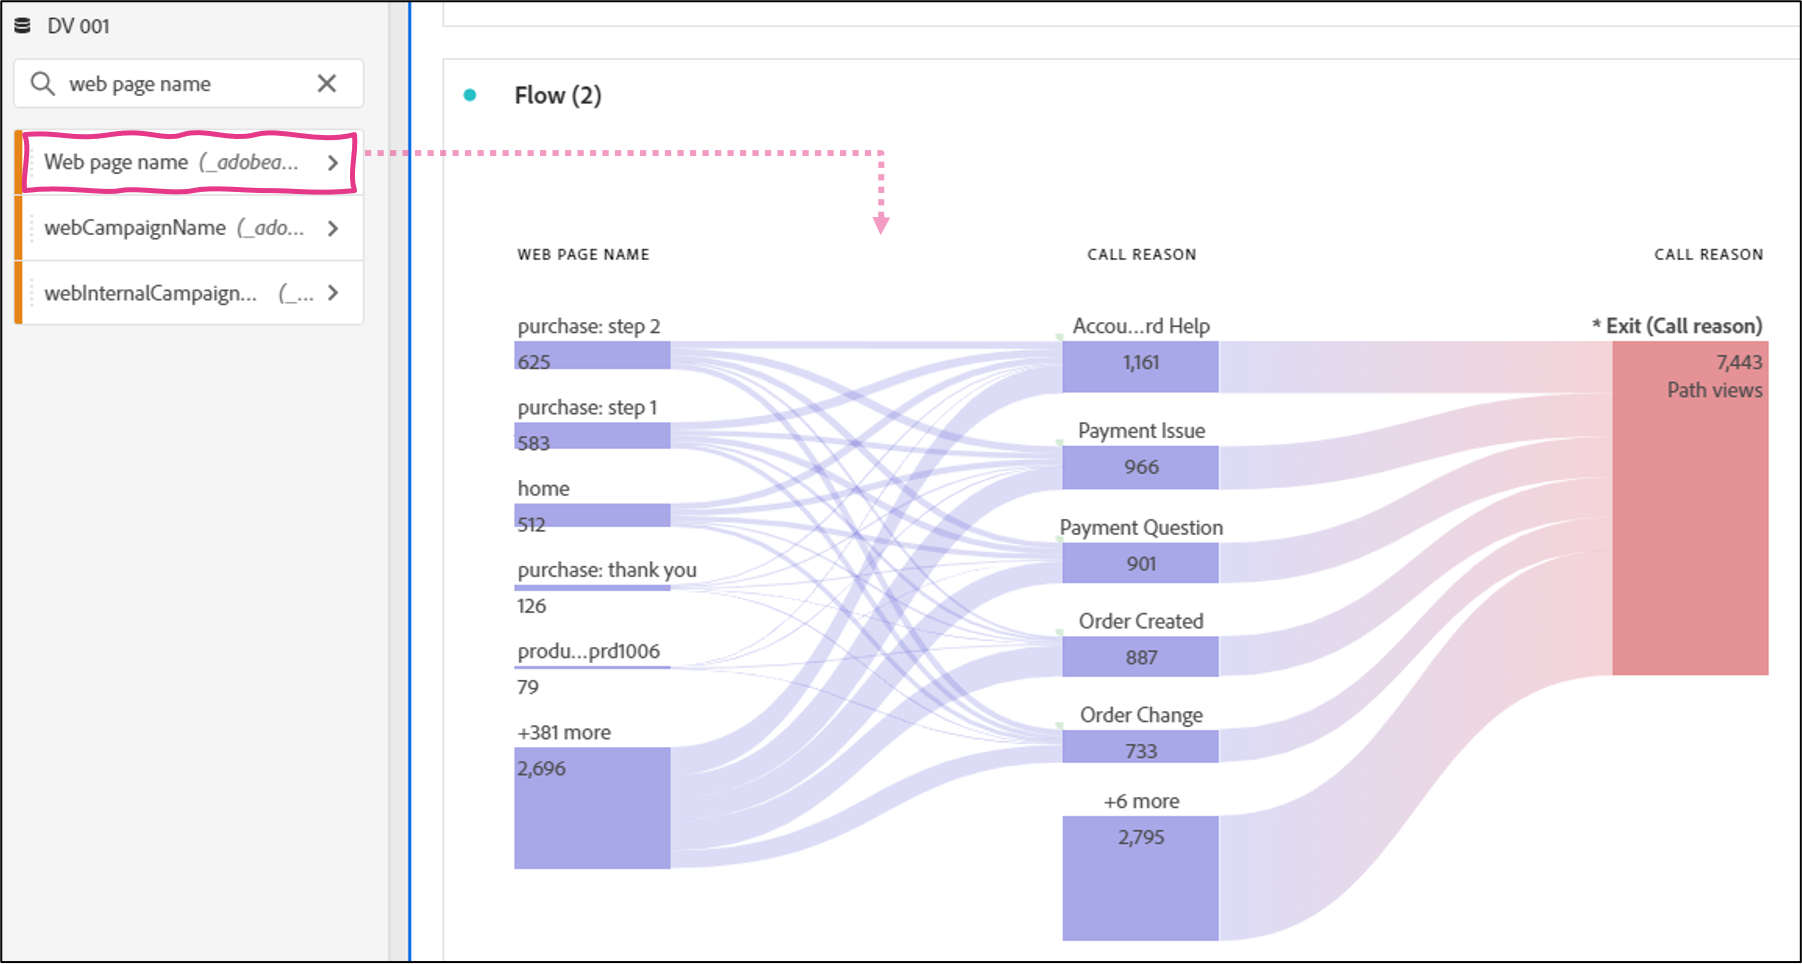 DV 001
web page name
Web page name (_adobea...
webCampaignName (_ado...
webInternalCampaign... (_...
Flow (2)
WEB PAGE NAME
CALL REASON
CALL REASON
purchase: step 2
625
purchase: step 1
583
home
512
purchase: thank you
126
produ...prd1006
79
+381 more
2,696
Accou...rd Help
1,161
Payment Issue
966
Payment Question
901
Order Created
887
Order Change
733
+6 more
2,795
* Exit (Call reason)
7,443
Path views